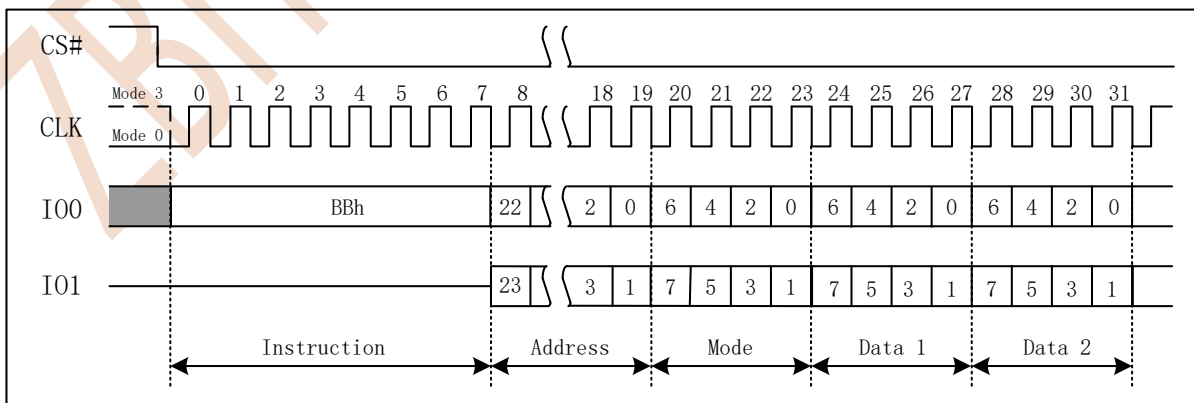 ZBIT
CS#
Mode 3 0 1 2 3 4 5 6 7 8 18 19 20 21 22 23 24 25 26 27 28 29 30 31
CLK
Mode 0
IO0 BBh 22 2 0 6 4 2 0 6 4 2 0 6 4 2 0
IO1 23 3 1 7 5 3 1 7 5 3 1 7 5 3 1
Instruction Address Mode Data 1 Data 2